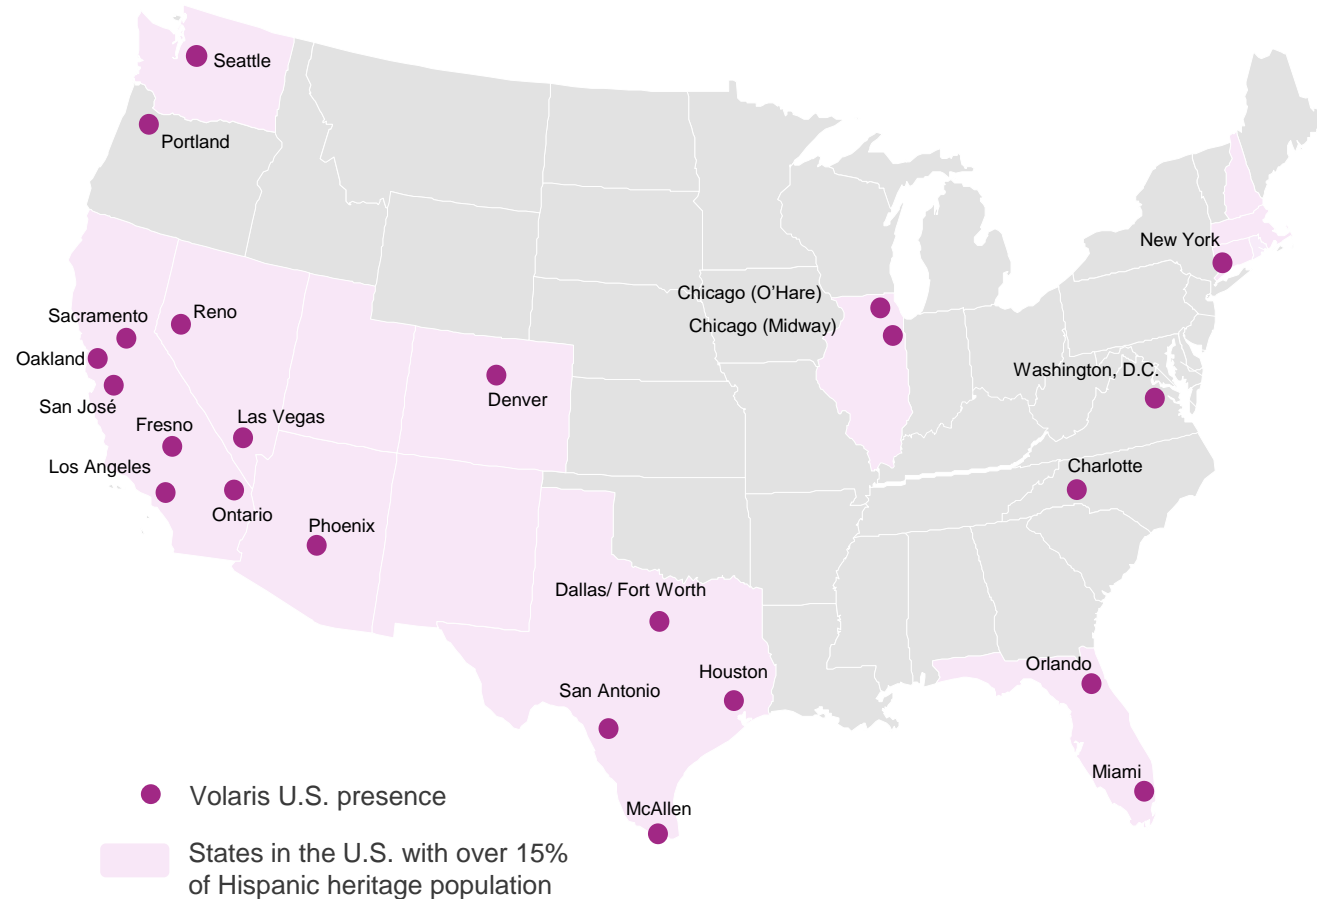 Seattle
Portland
New York
Chicago (O’Hare)
Reno
Sacramento
Chicago (Midway)
Oakland
Washington, D.C.
Denver
San José
Las Vegas
Fresno
Charlotte
Los Angeles
Ontario
Phoenix
Dallas/ Fort Worth
Orlando
Houston
San Antonio
Miami
Volaris U.S. presence
McAllen
States in the U.S. with over 15%
of Hispanic heritage population